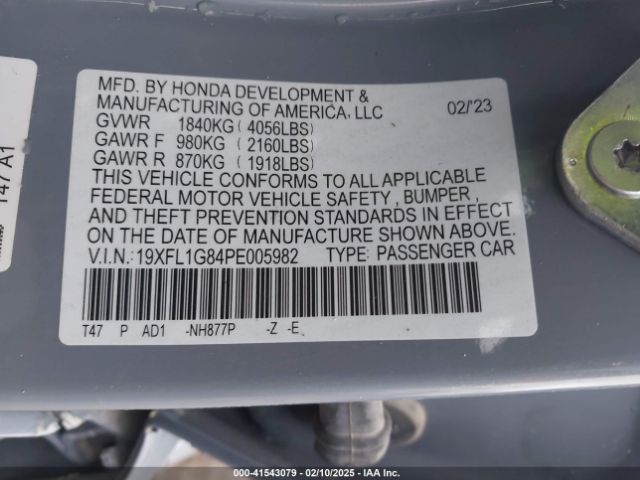 MFD. BY HONDA DEVELOPMENT &
MANUFACTURING OF AMERICA, LLC 02/'23
GVWR 1840KG (4056LBS)
GAWR F 980KG (2160LBS)
GAWR R 870KG (1918LBS)
THIS VEHICLE CONFORMS TO ALL APPLICABLE
FEDERAL MOTOR VEHICLE SAFETY, BUMPER,
AND THEFT PREVENTION STANDARDS IN EFFECT
ON THE DATE OF MANUFACTURE SHOWN ABOVE.
V.I.N.:19XFL1G84PE005982 TYPE: PASSENGER CAR
T47 P AD1 -NH877P -Z -E
T47 A1
000-41543079 — 02/10/2025 — IAA Inc.